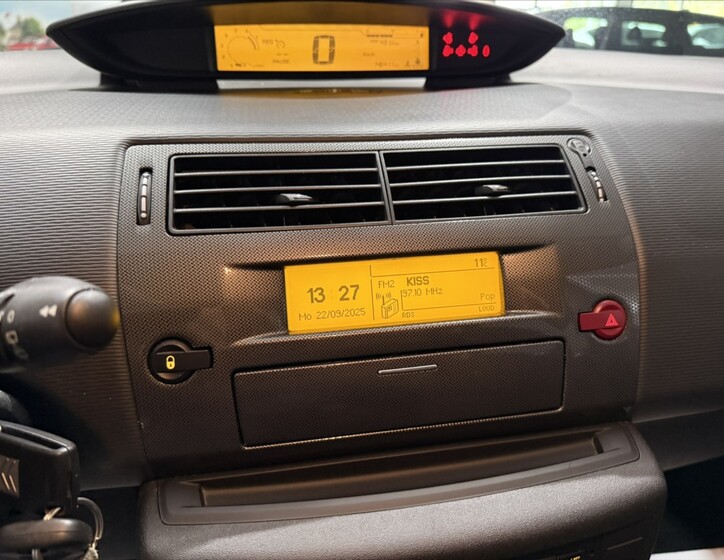 0
11°
FM2 KISS
13 27
97.10 MHz
Pop
Mo 22/09/2025
RDS
LOUD